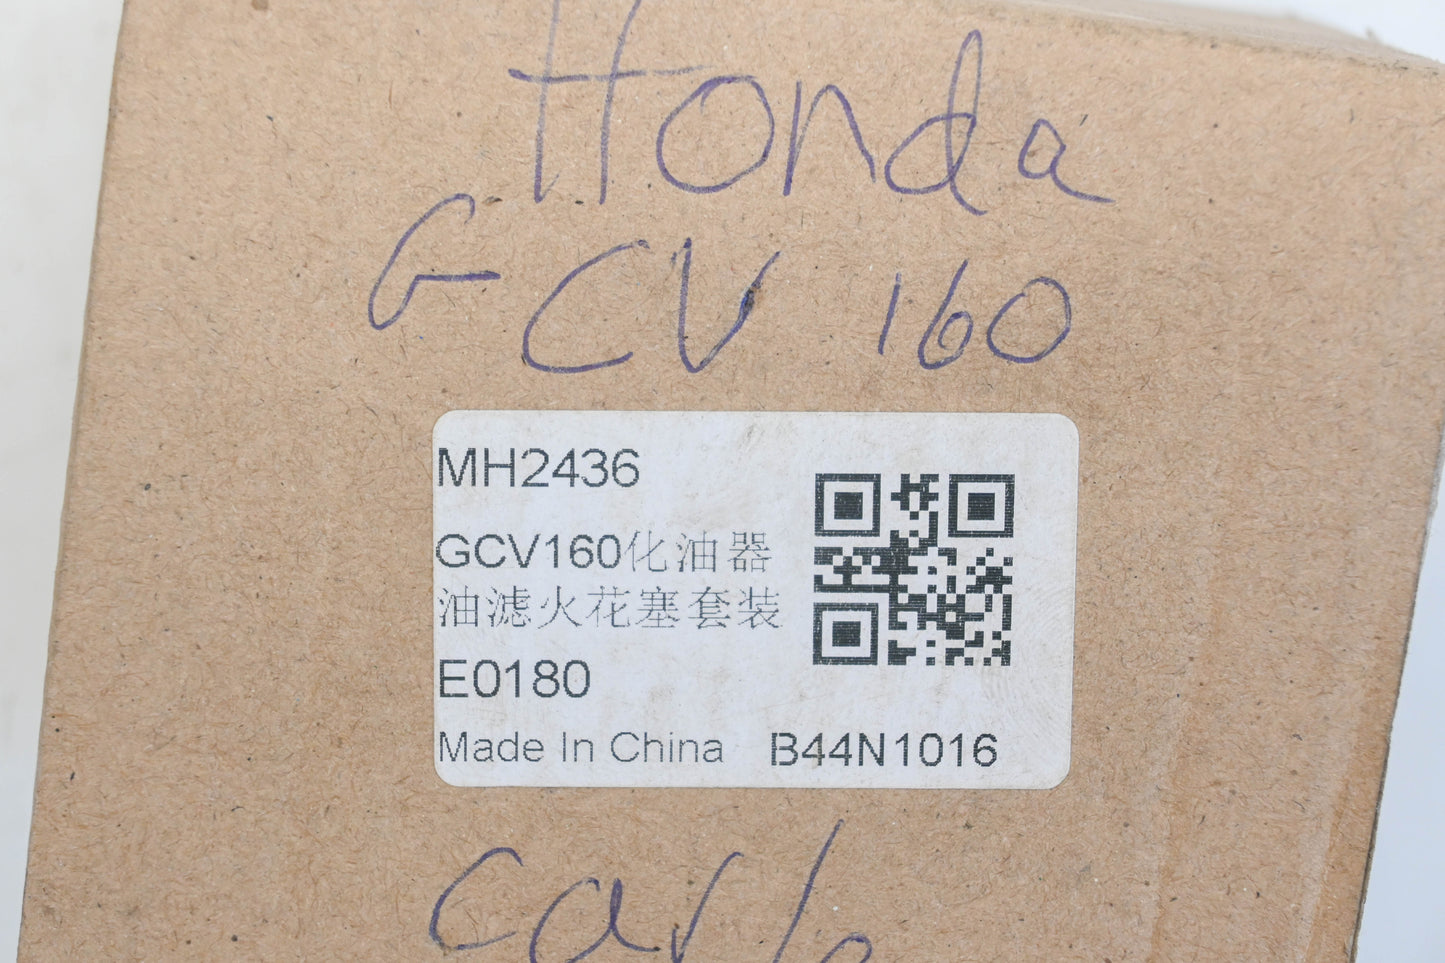 Honda
GCV 160
MH2436
GCV160化油器
油滤火花塞套装
E0180
Made In China B44N1016
carb